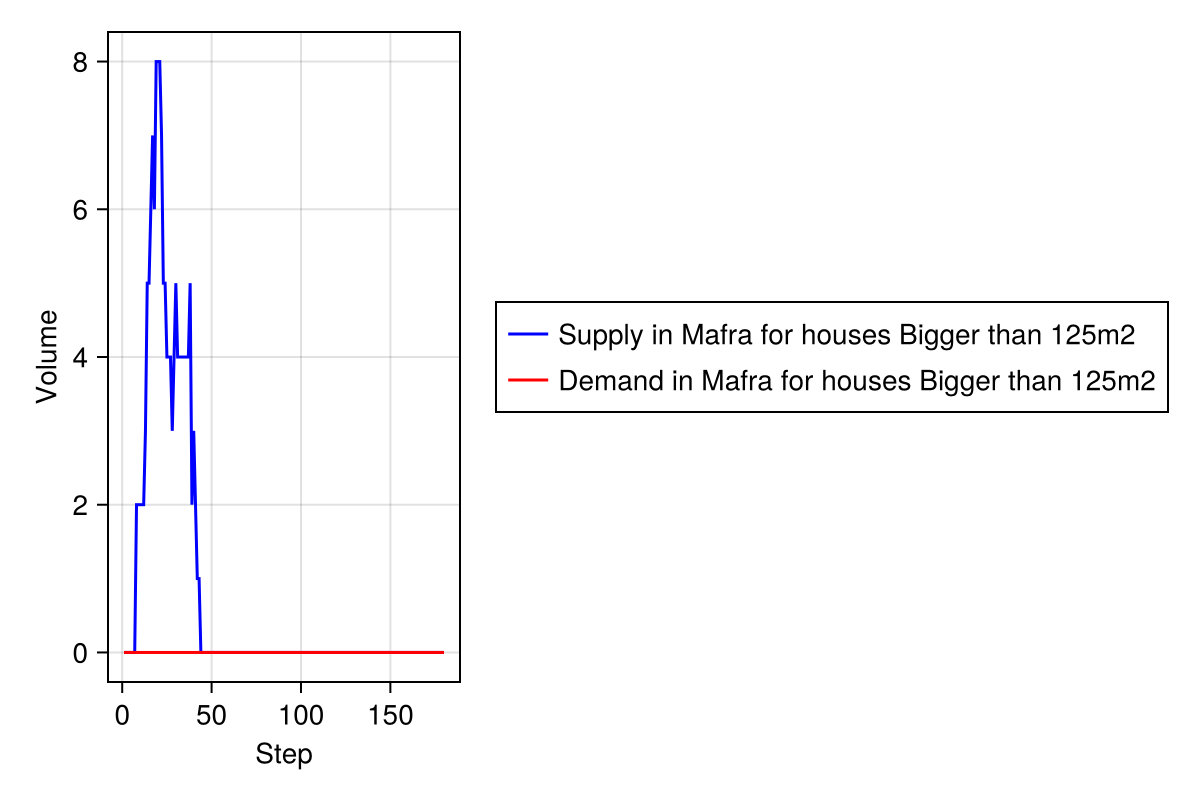 8
6
4
2
0
Volume
0 50 100 150
Step
Supply in Mafra for houses Bigger than 125m2
Demand in Mafra for houses Bigger than 125m2